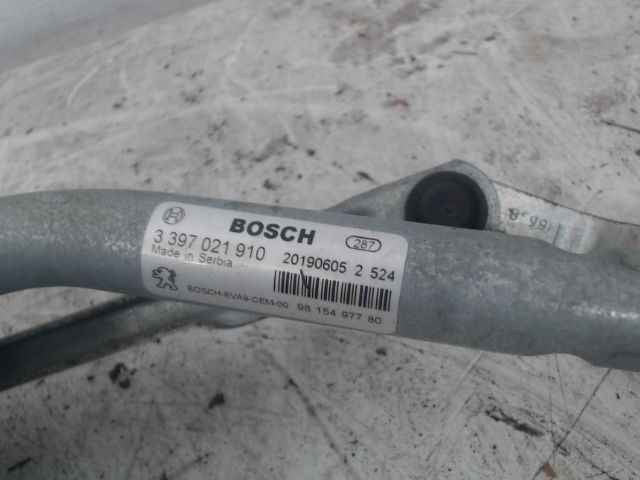 BOSCH 287
3 397 021 910 20190605 2 524
Made in Serbia
BOSCH-8VA9-CEM-00 98 154 977 80